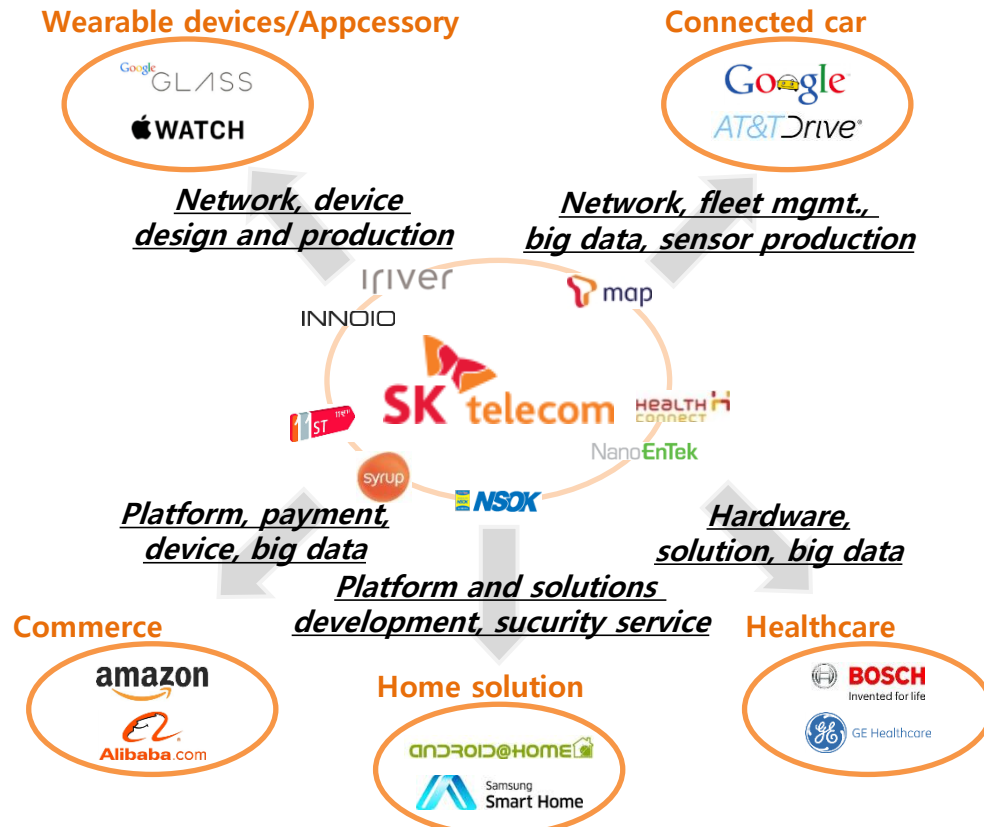 Wearable devices/Appcessory
Connected car
Google
GLASS
WATCH
Google
AT&T Drive
Network, device
design and production
Network, fleet mgmt.,
big data, sensor production
iriver
INNOIO
map
SK telecom
11ST
HEALTH
CONNECT
NanoEnTek
syrup
NSOK
Platform, payment,
device, big data
Hardware,
solution, big data
Platform and solutions
development, sucurity service
Commerce
Healthcare
amazon
Alibaba.com
Home solution
BOSCH
Invented for life
GE Healthcare
ANDROID@HOME
Samsung
Smart Home